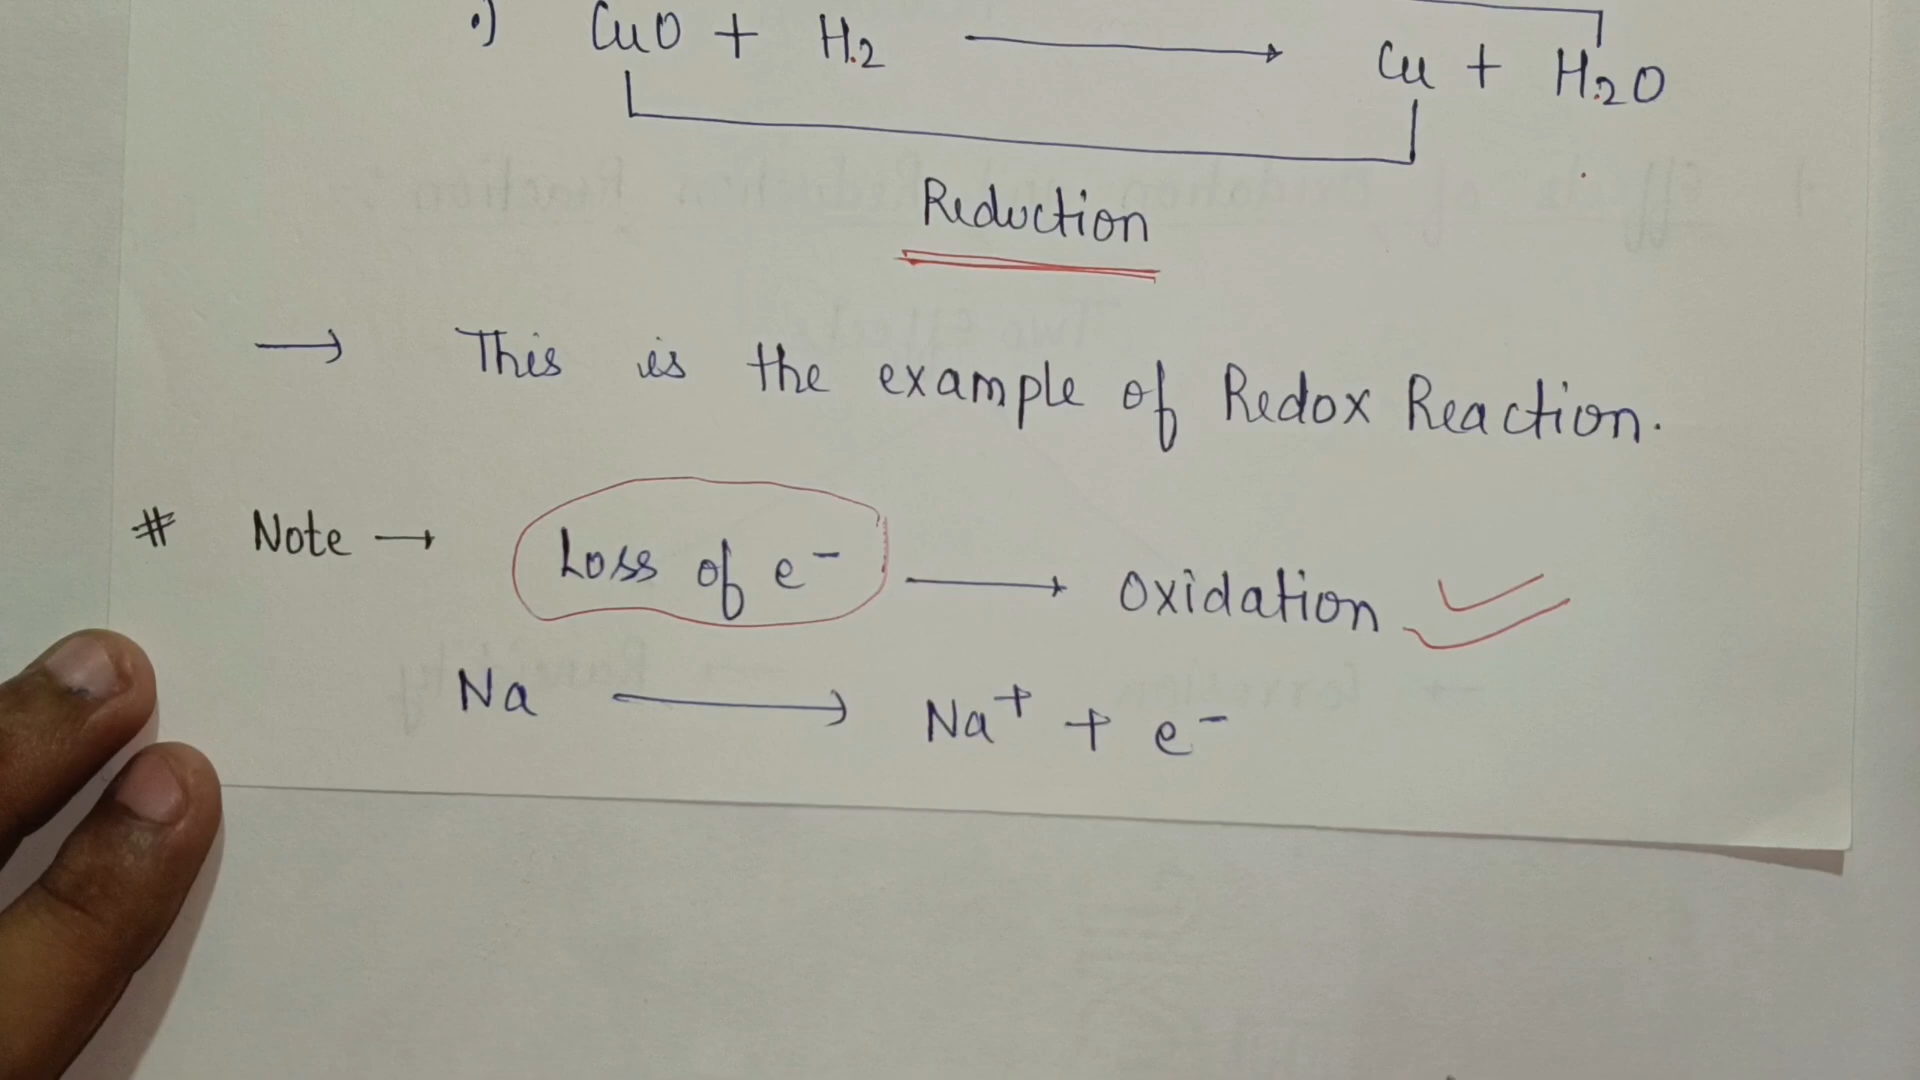 •) CuO + H2 ⟶ Cu + H2O
Reduction
→ This is the example of Redox Reaction.
# Note → Loss of e⁻ ⟶ Oxidation
Na ⟶ Na⁺ + e⁻